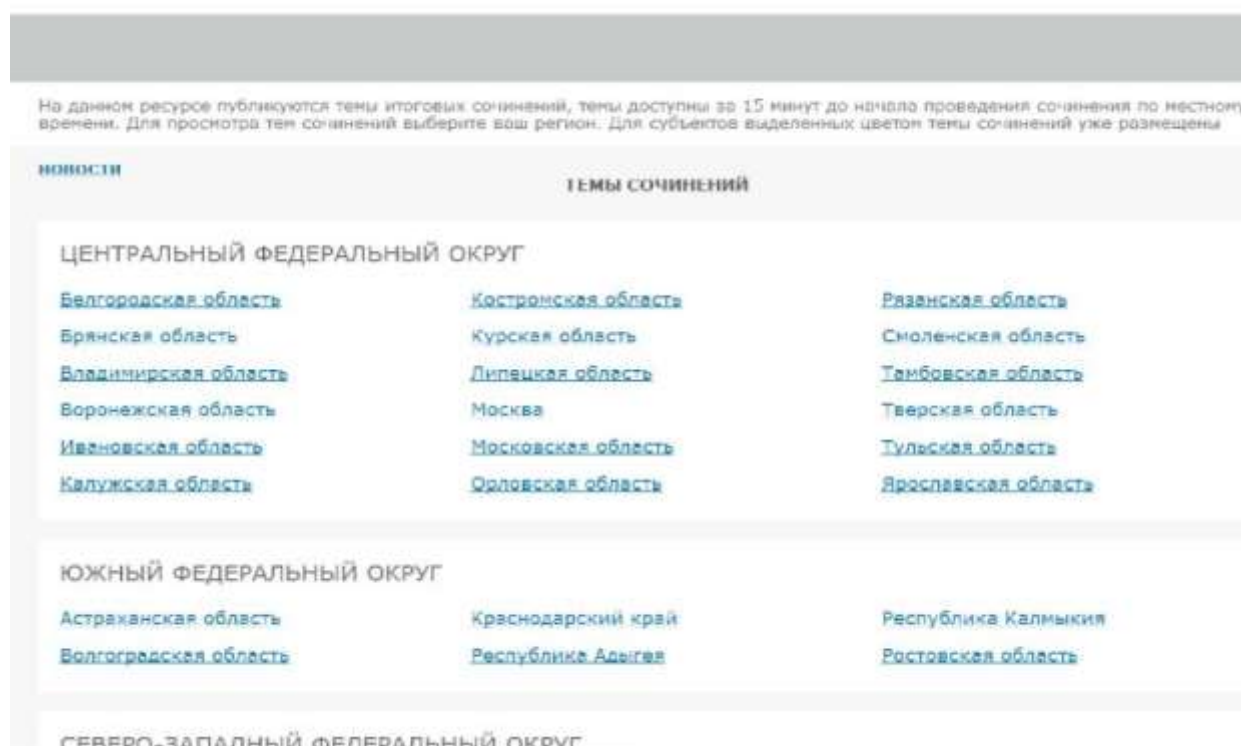 На данном ресурсе публикуются темы итоговых сочинений, темы доступны за 15 минут до начала проведения сочинения по местному
времени. Для просмотра тем сочинений выберите ваш регион. Для субъектов выделенных цветом темы сочинений уже размещены
НОВОСТИ
ТЕМЫ СОЧИНЕНИЙ
ЦЕНТРАЛЬНЫЙ ФЕДЕРАЛЬНЫЙ ОКРУГ
Белгородская область Костромская область Рязанская область
Брянская область Курская область Смоленская область
Владимирская область Липецкая область Тамбовская область
Воронежская область Москва Тверская область
Ивановская область Московская область Тульская область
Калужская область Орловская область Ярославская область
ЮЖНЫЙ ФЕДЕРАЛЬНЫЙ ОКРУГ
Астраханская область Краснодарский край Республика Калмыкия
Волгоградская область Республика Адыгея Ростовская область
СЕВЕРО-ЗАПАДНЫЙ ФЕДЕРАЛЬНЫЙ ОКРУГ